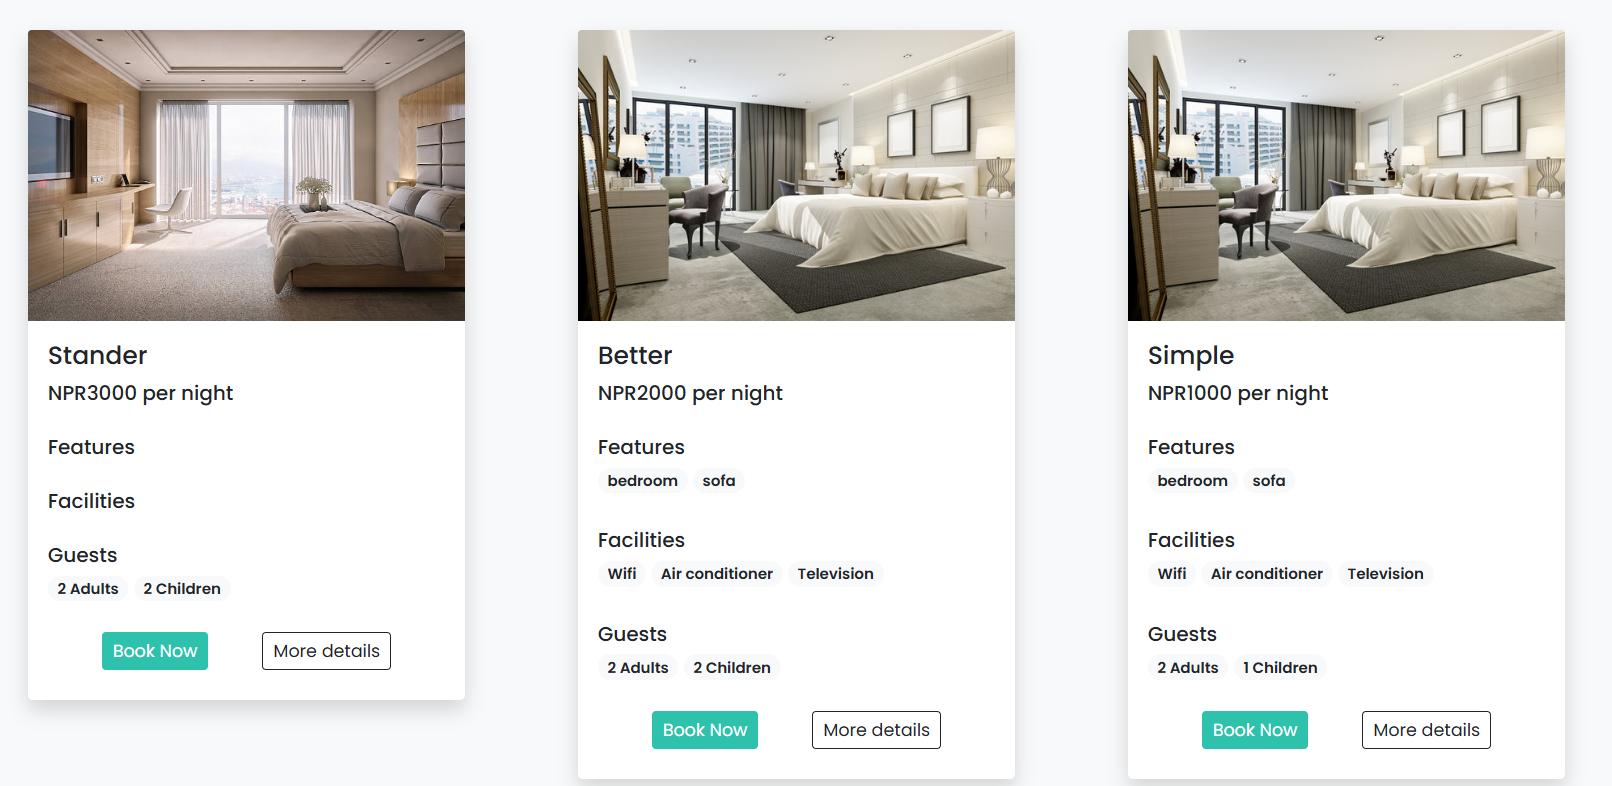 Stander
NPR3000 per night
Features
Facilities
Guests
2 Adults 2 Children
Book Now More details
Better
NPR2000 per night
Features
bedroom sofa
Facilities
Wifi Air conditioner Television
Guests
2 Adults 2 Children
Book Now More details
Simple
NPR1000 per night
Features
bedroom sofa
Facilities
Wifi Air conditioner Television
Guests
2 Adults 1 Children
Book Now More details